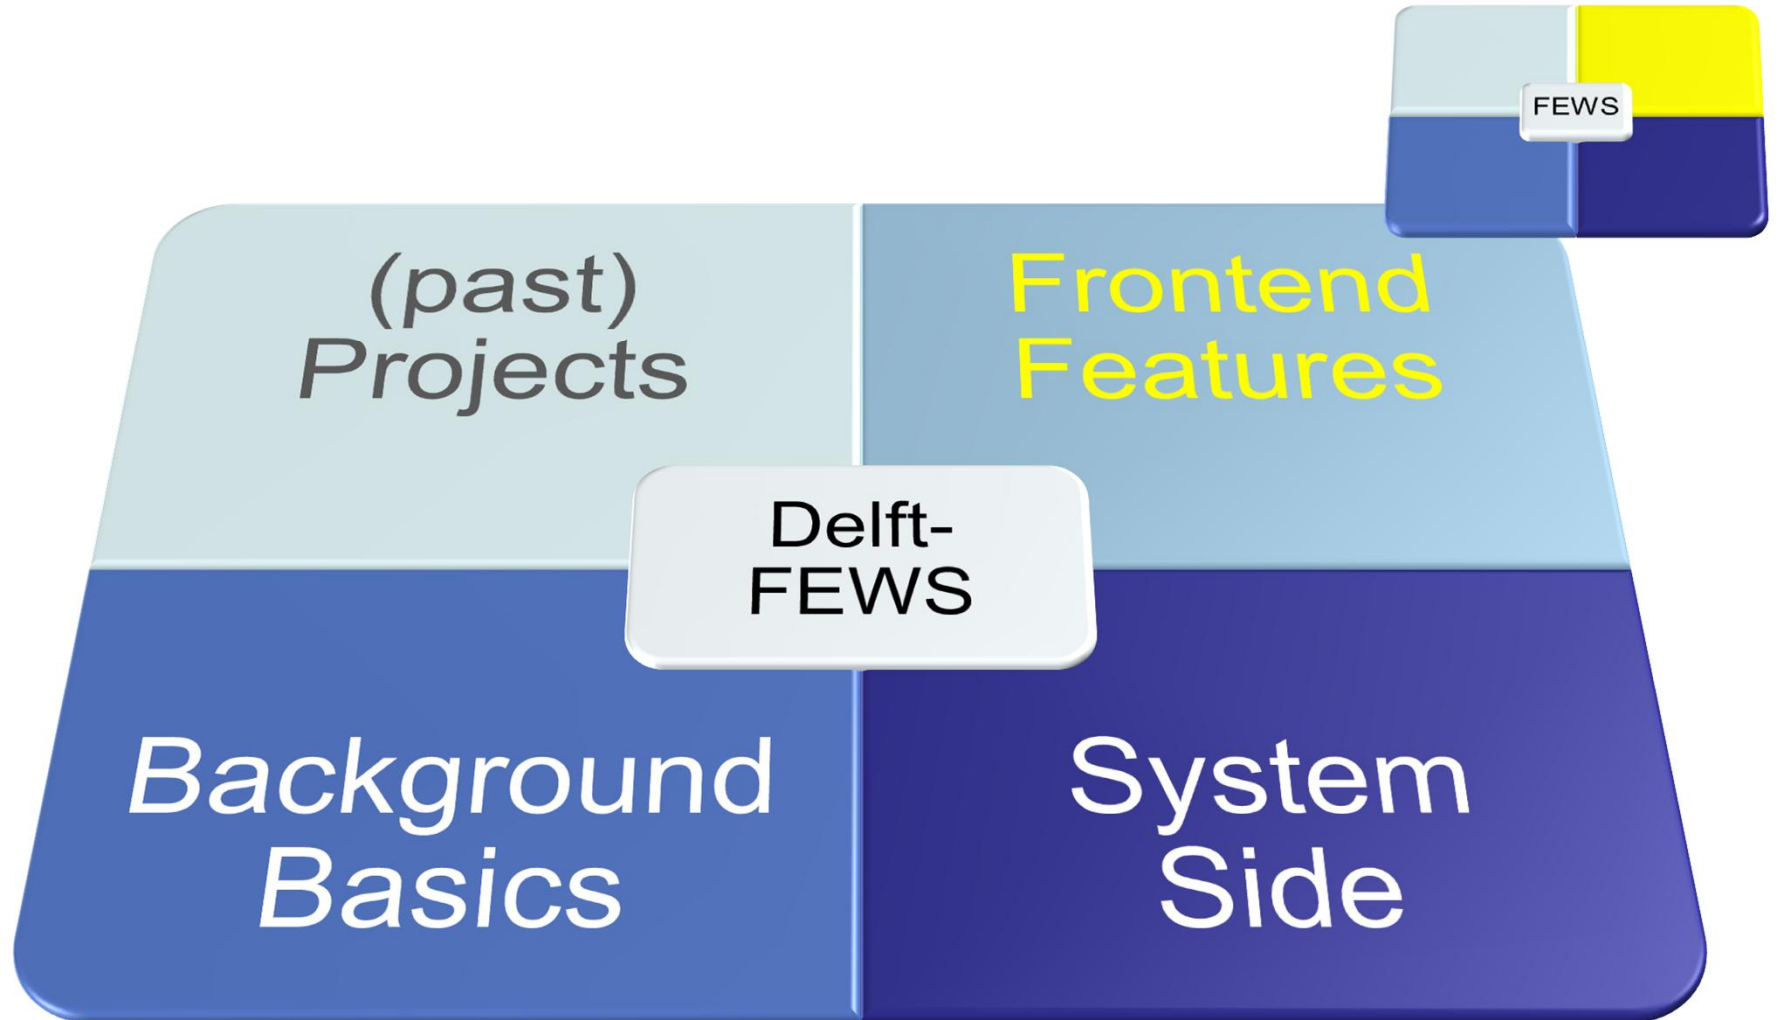 FEWS
(past)
Projects
Frontend
Features
Delft-
FEWS
Background
Basics
System
Side